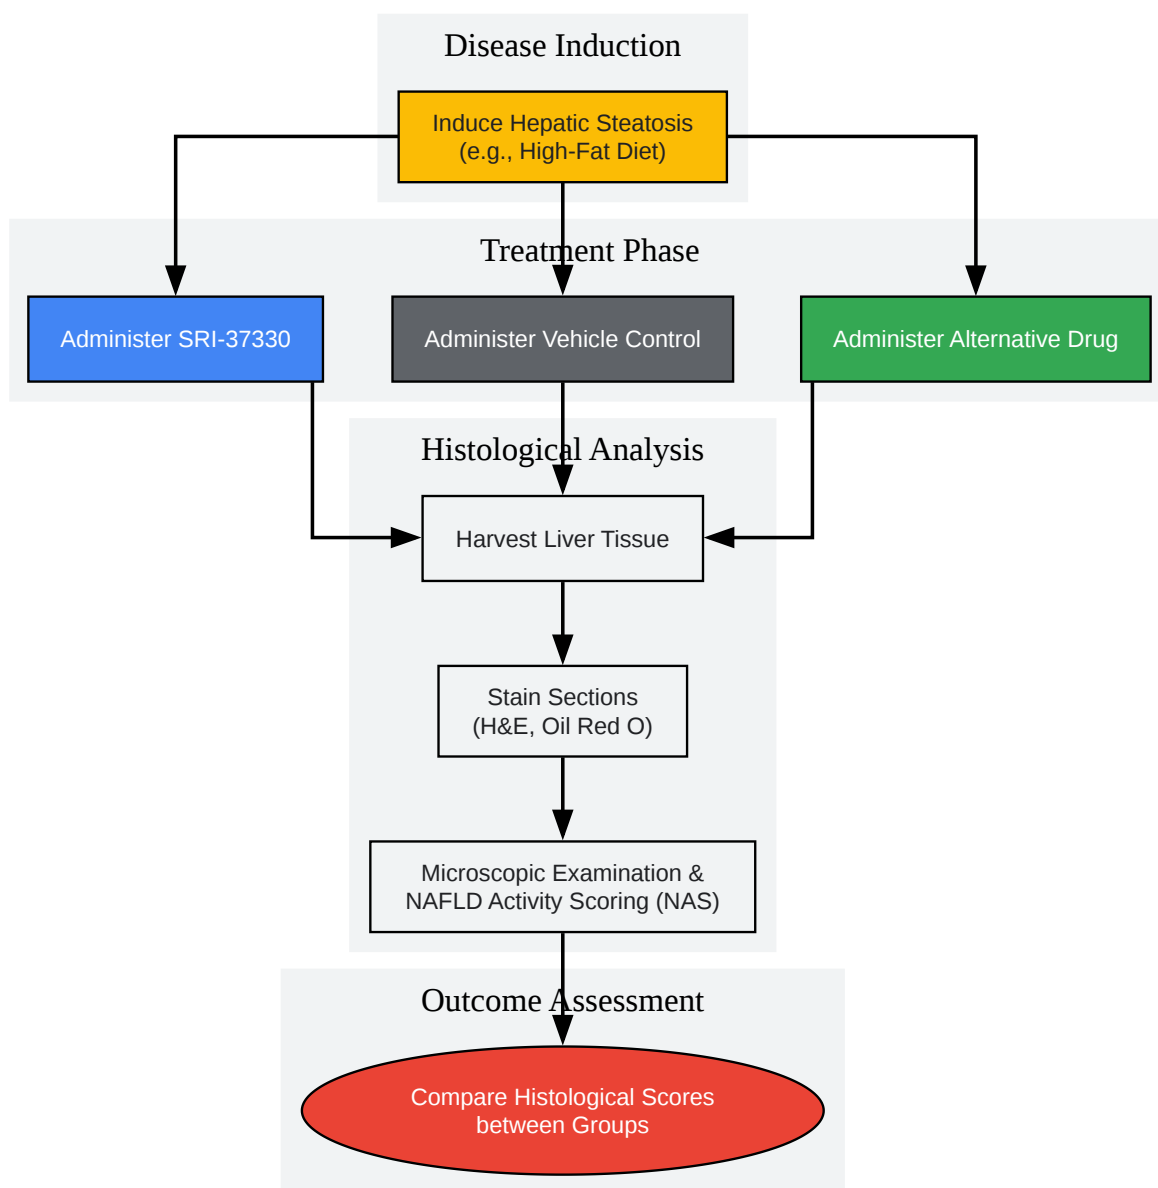 Disease Induction
Induce Hepatic Steatosis
(e.g., High-Fat Diet)
Treatment Phase
Administer SRI-37330
Administer Vehicle Control
Administer Alternative Drug
Histological Analysis
Harvest Liver Tissue
Stain Sections
(H&E, Oil Red O)
Microscopic Examination &
NAFLD Activity Scoring (NAS)
Outcome Assessment
Compare Histological Scores
between Groups